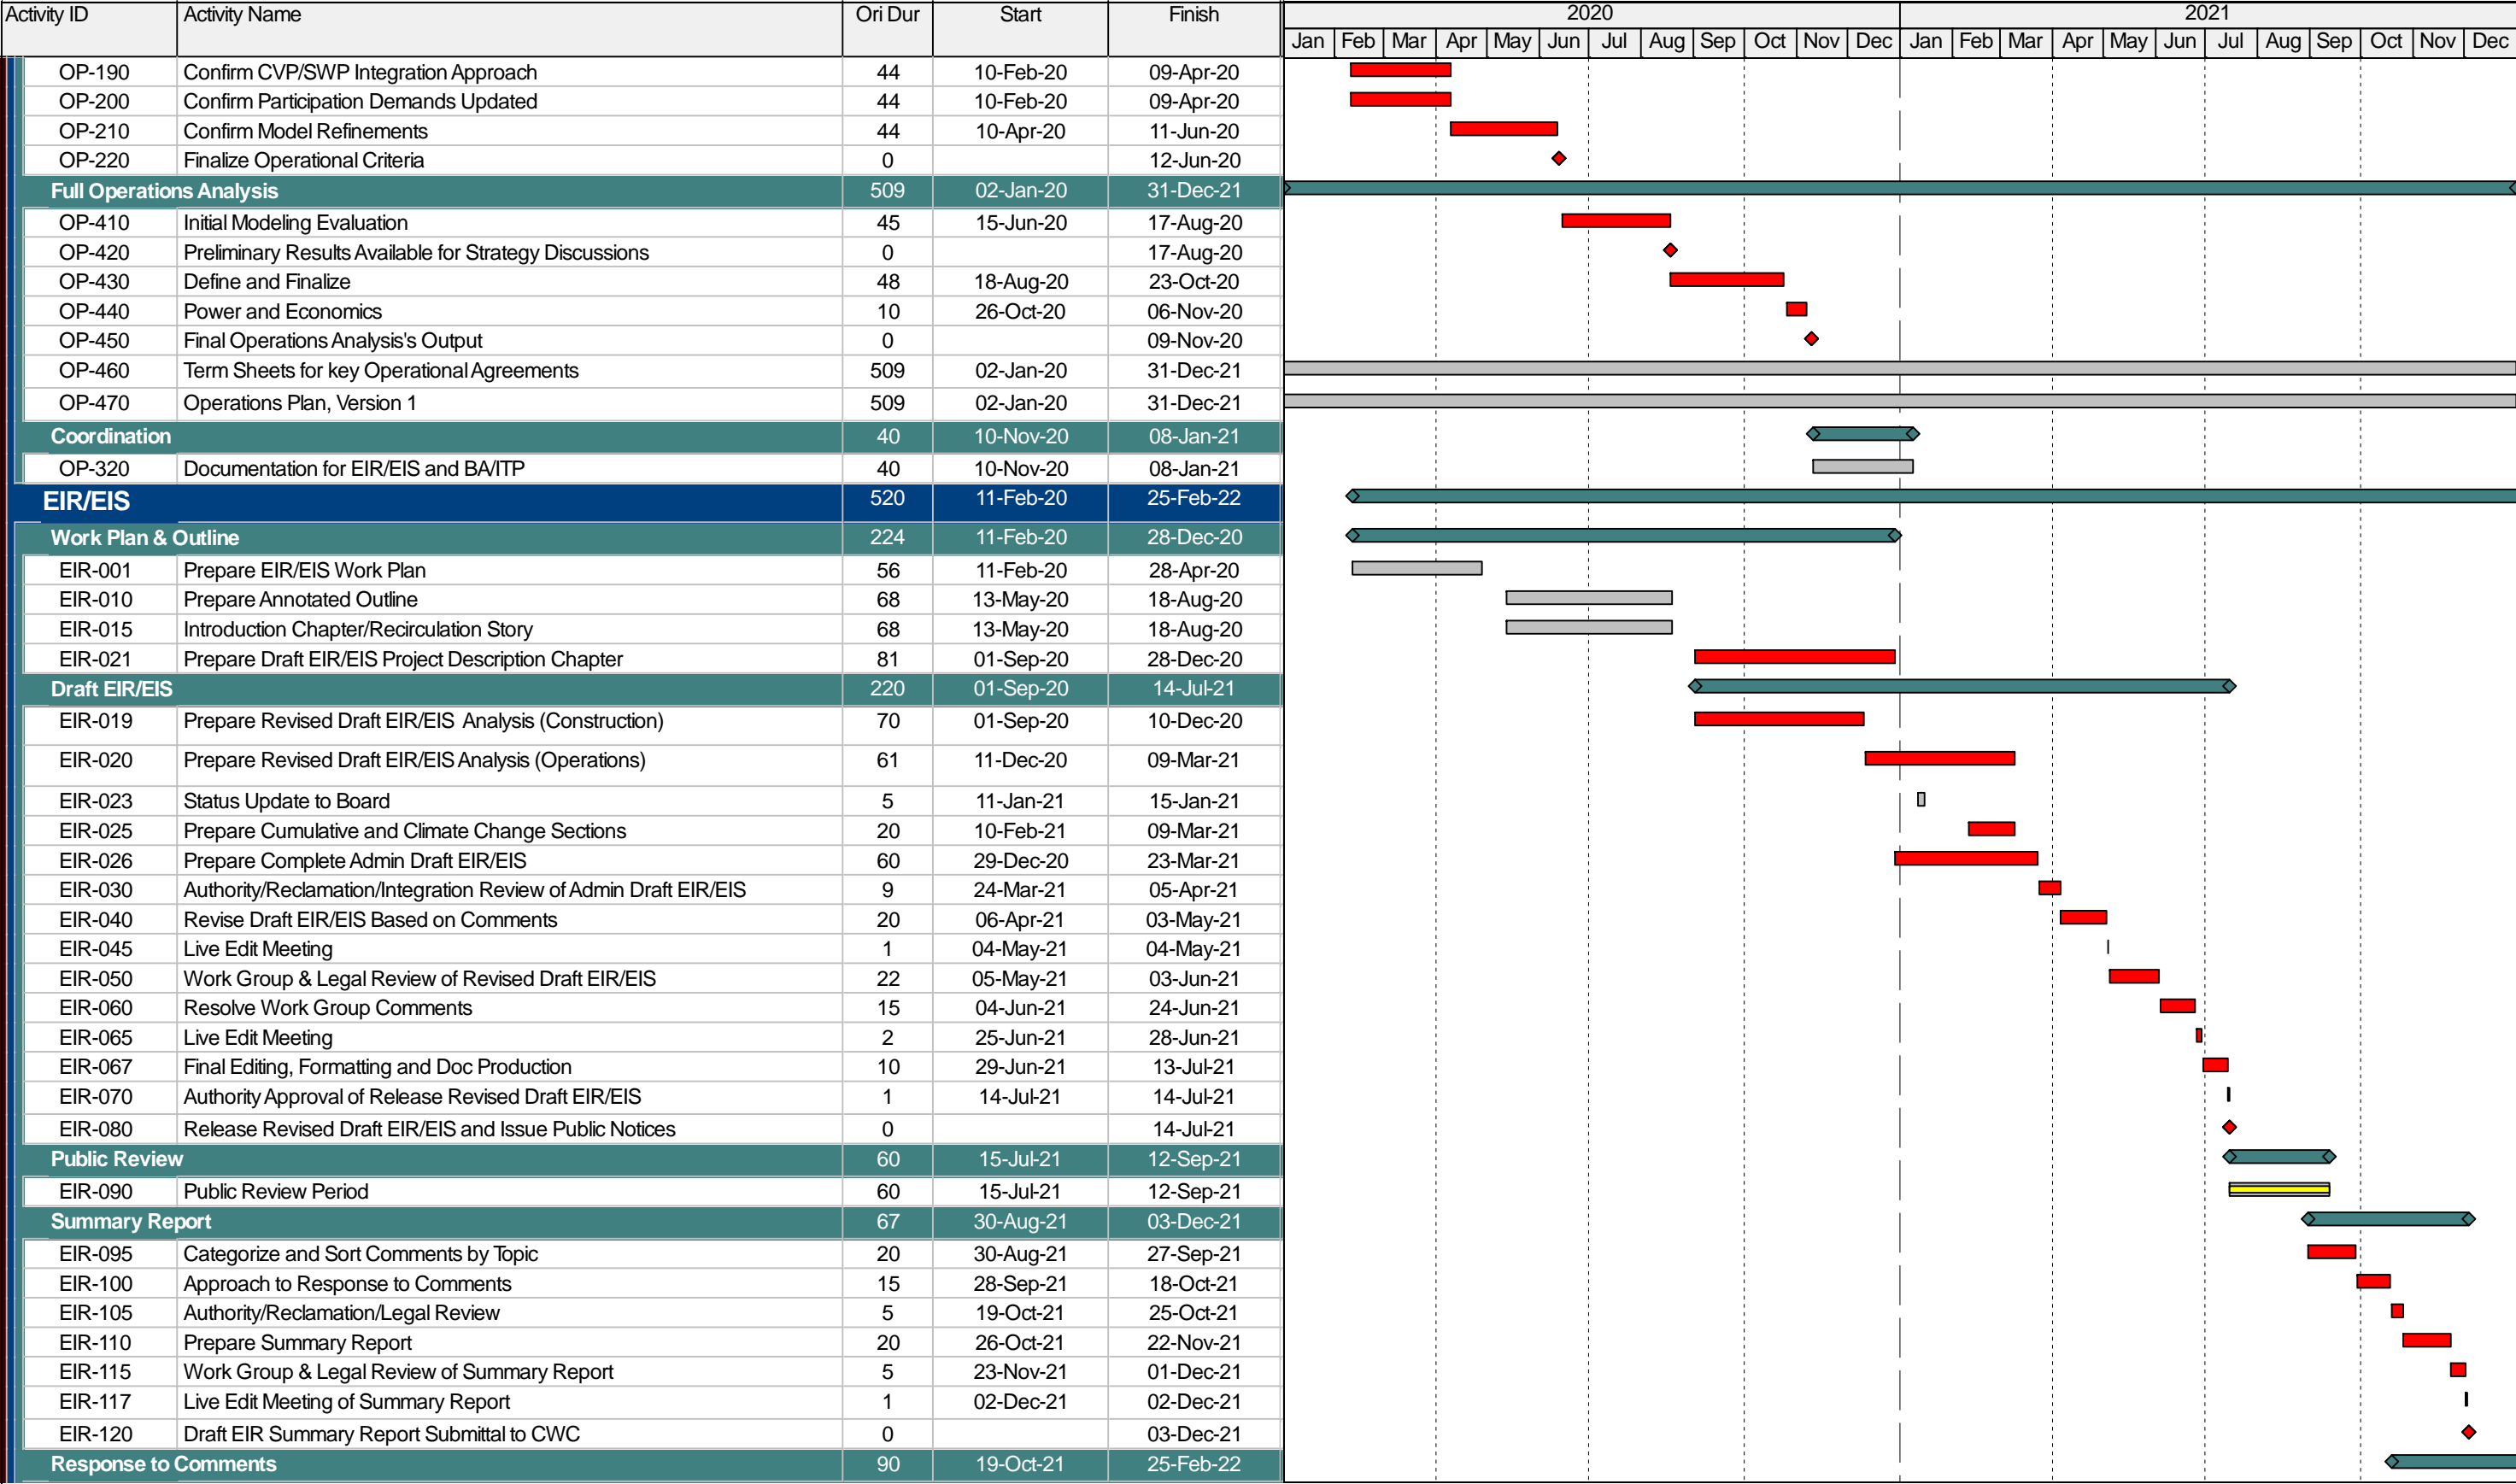 Activity ID Activity Name Ori Dur Start Finish 2020 2021
Jan Feb Mar Apr May Jun Jul Aug Sep Oct Nov Dec Jan Feb Mar Apr May Jun Jul Aug Sep Oct Nov Dec
OP-190 Confirm CVP/SWP Integration Approach 44 10-Feb-20 09-Apr-20
OP-200 Confirm Participation Demands Updated 44 10-Feb-20 09-Apr-20
OP-210 Confirm Model Refinements 44 10-Apr-20 11-Jun-20
OP-220 Finalize Operational Criteria 0 12-Jun-20
Full Operations Analysis 509 02-Jan-20 31-Dec-21
OP-410 Initial Modeling Evaluation 45 15-Jun-20 17-Aug-20
OP-420 Preliminary Results Available for Strategy Discussions 0 17-Aug-20
OP-430 Define and Finalize 48 18-Aug-20 23-Oct-20
OP-440 Power and Economics 10 26-Oct-20 06-Nov-20
OP-450 Final Operations Analysis's Output 0 09-Nov-20
OP-460 Term Sheets for key Operational Agreements 509 02-Jan-20 31-Dec-21
OP-470 Operations Plan, Version 1 509 02-Jan-20 31-Dec-21
Coordination 40 10-Nov-20 08-Jan-21
OP-320 Documentation for EIR/EIS and BA/ITP 40 10-Nov-20 08-Jan-21
EIR/EIS 520 11-Feb-20 25-Feb-22
Work Plan & Outline 224 11-Feb-20 28-Dec-20
EIR-001 Prepare EIR/EIS Work Plan 56 11-Feb-20 28-Apr-20
EIR-010 Prepare Annotated Outline 68 13-May-20 18-Aug-20
EIR-015 Introduction Chapter/Recirculation Story 68 13-May-20 18-Aug-20
EIR-021 Prepare Draft EIR/EIS Project Description Chapter 81 01-Sep-20 28-Dec-20
Draft EIR/EIS 220 01-Sep-20 14-Jul-21
EIR-019 Prepare Revised Draft EIR/EIS Analysis (Construction) 70 01-Sep-20 10-Dec-20
EIR-020 Prepare Revised Draft EIR/EIS Analysis (Operations) 61 11-Dec-20 09-Mar-21
EIR-023 Status Update to Board 5 11-Jan-21 15-Jan-21
EIR-025 Prepare Cumulative and Climate Change Sections 20 10-Feb-21 09-Mar-21
EIR-026 Prepare Complete Admin Draft EIR/EIS 60 29-Dec-20 23-Mar-21
EIR-030 Authority/Reclamation/Integration Review of Admin Draft EIR/EIS 9 24-Mar-21 05-Apr-21
EIR-040 Revise Draft EIR/EIS Based on Comments 20 06-Apr-21 03-May-21
EIR-045 Live Edit Meeting 1 04-May-21 04-May-21
EIR-050 Work Group & Legal Review of Revised Draft EIR/EIS 22 05-May-21 03-Jun-21
EIR-060 Resolve Work Group Comments 15 04-Jun-21 24-Jun-21
EIR-065 Live Edit Meeting 2 25-Jun-21 28-Jun-21
EIR-067 Final Editing, Formatting and Doc Production 10 29-Jun-21 13-Jul-21
EIR-070 Authority Approval of Release Revised Draft EIR/EIS 1 14-Jul-21 14-Jul-21
EIR-080 Release Revised Draft EIR/EIS and Issue Public Notices 0 14-Jul-21
Public Review 60 15-Jul-21 12-Sep-21
EIR-090 Public Review Period 60 15-Jul-21 12-Sep-21
Summary Report 67 30-Aug-21 03-Dec-21
EIR-095 Categorize and Sort Comments by Topic 20 30-Aug-21 27-Sep-21
EIR-100 Approach to Response to Comments 15 28-Sep-21 18-Oct-21
EIR-105 Authority/Reclamation/Legal Review 5 19-Oct-21 25-Oct-21
EIR-110 Prepare Summary Report 20 26-Oct-21 22-Nov-21
EIR-115 Work Group & Legal Review of Summary Report 5 23-Nov-21 01-Dec-21
EIR-117 Live Edit Meeting of Summary Report 1 02-Dec-21 02-Dec-21
EIR-120 Draft EIR Summary Report Submittal to CWC 0 03-Dec-21
Response to Comments 90 19-Oct-21 25-Feb-22